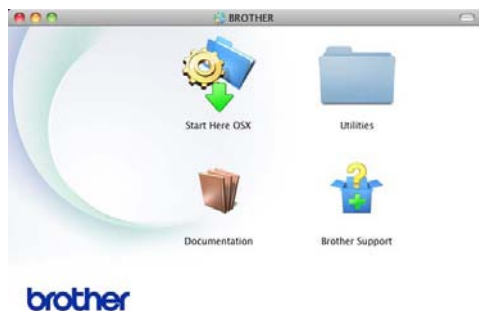 BROTHER
Start Here OSX
Utilities
Documentation
Brother Support
brother